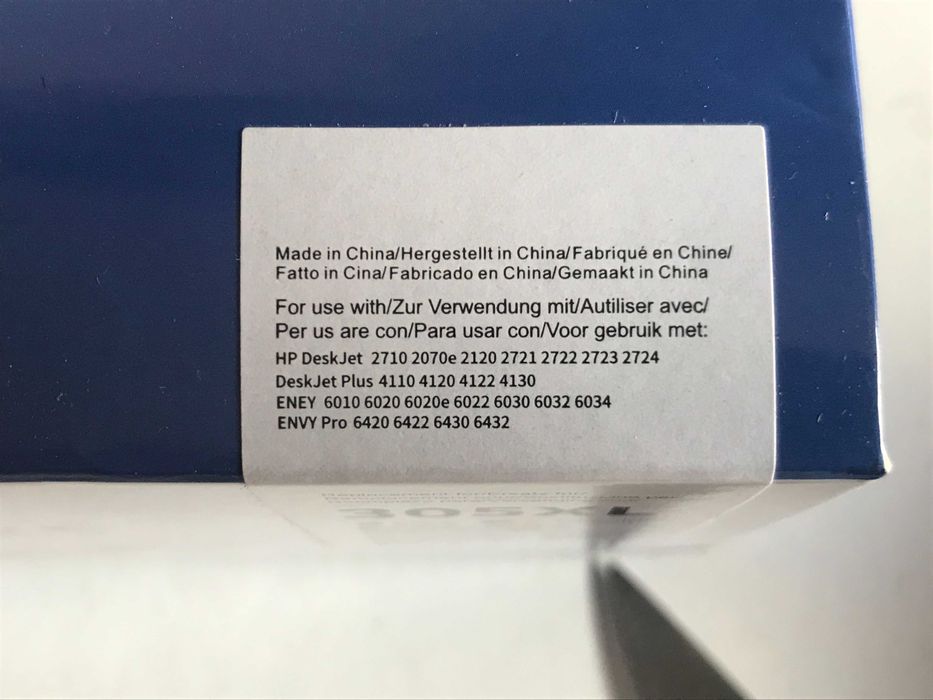 Made in China/Hergestellt in China/Fabriqué en Chine/
Fatto in Cina/Fabricado en China/Gemaakt in China
For use with/Zur Verwendung mit/Autiliser avec/
Per us are con/Para usar con/Voor gebruik met:
HP DeskJet 2710 2070e 2120 2721 2722 2723 2724
DeskJet Plus 4110 4120 4122 4130
ENEY 6010 6020 6020e 6022 6030 6032 6034
ENVY Pro 6420 6422 6430 6432
305XL